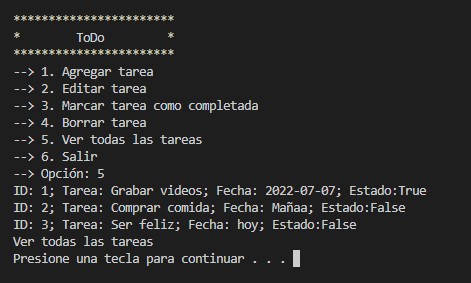 ***********************
*        ToDo         *
***********************
--> 1. Agregar tarea
--> 2. Editar tarea
--> 3. Marcar tarea como completada
--> 4. Borrar tarea
--> 5. Ver todas las tareas
--> 6. Salir
--> Opción: 5
ID: 1; Tarea: Grabar videos; Fecha: 2022-07-07; Estado:True
ID: 2; Tarea: Comprar comida; Fecha: Mañaa; Estado:False
ID: 3; Tarea: Ser feliz; Fecha: hoy; Estado:False
Ver todas las tareas
Presione una tecla para continuar . . .